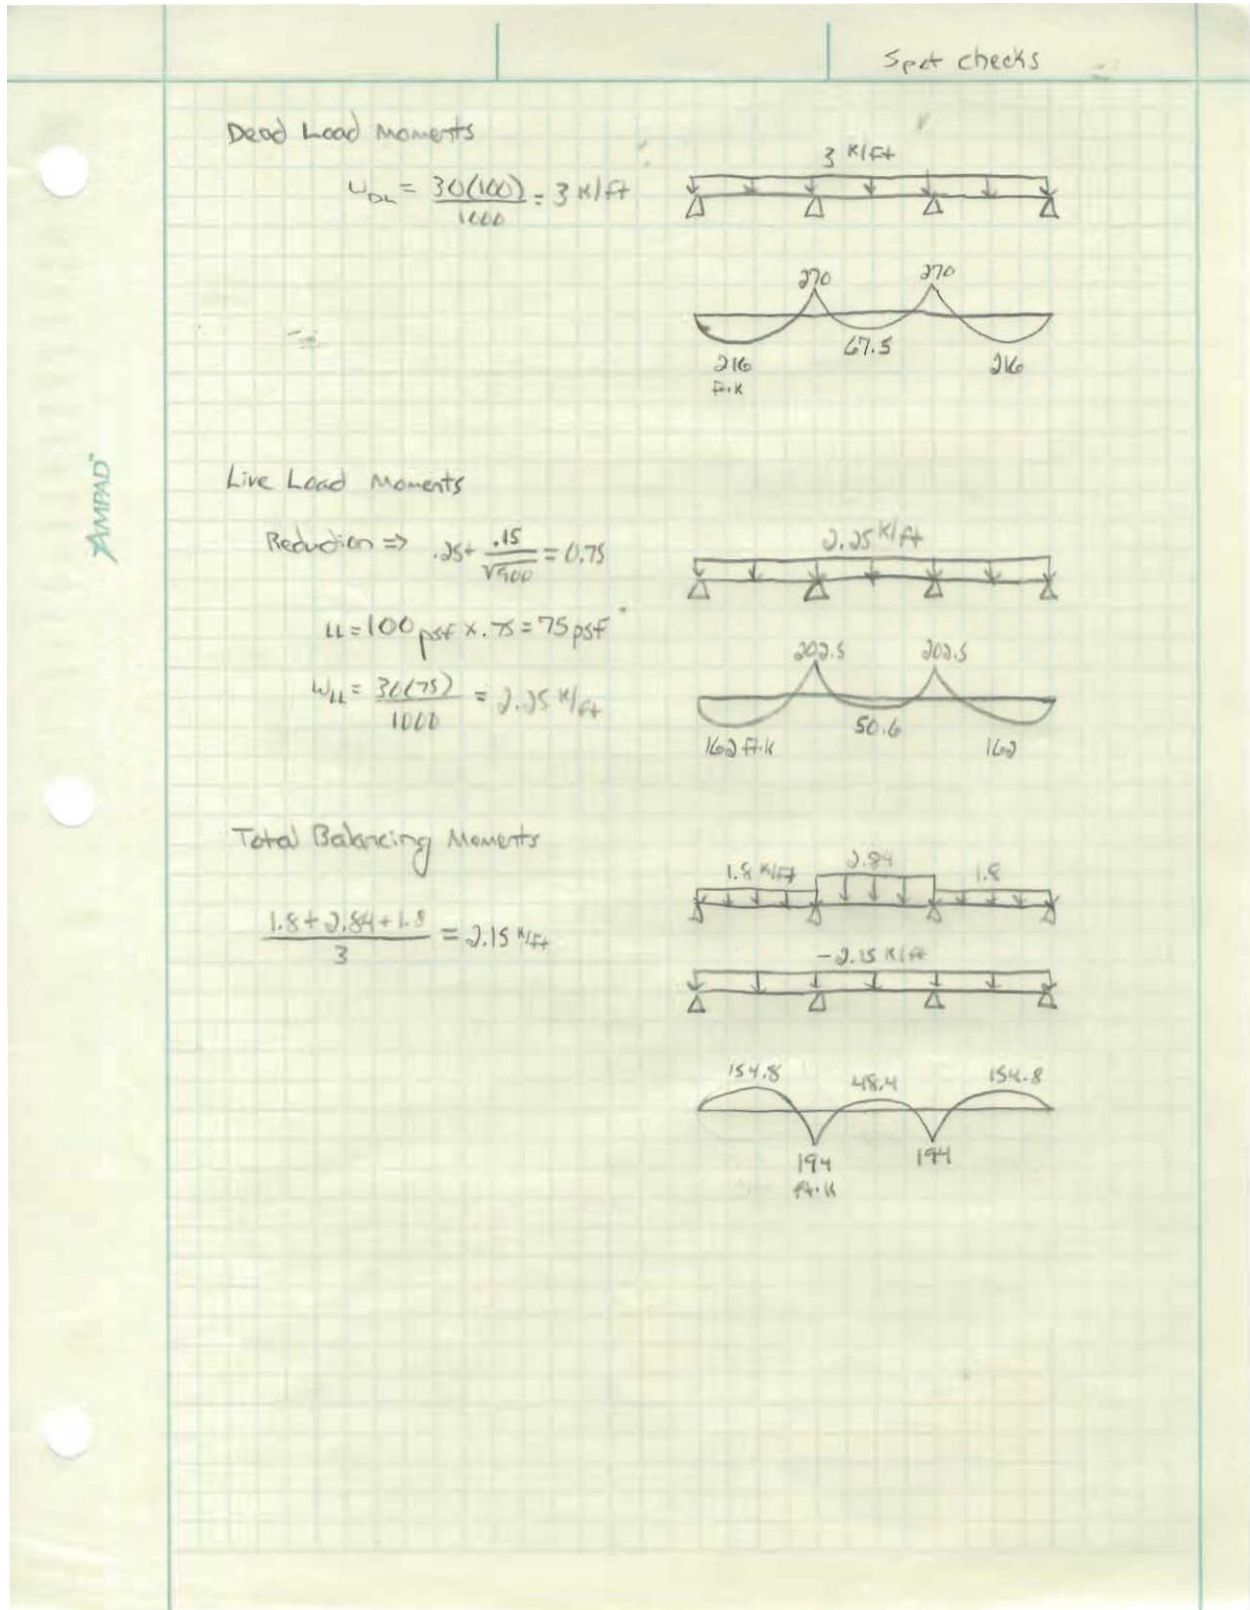 Spot checks
Dead Load Moments
W_DL = 30(100)/1000 = 3 K/ft
3 K/ft
270 270
216 67.5 216
ft·K
AMPAD™
Live Load Moments
Reduction => .25+ .15/√900 = 0.75
2.25 K/ft
LL = 100 psf x .75 = 75 psf
202.5 202.5
W_LL = 30(75)/1000 = 2.25 K/ft
50.6
162 ft·K 162
Total Balancing Moments
1.8 K/ft 2.84 1.8
1.8 + 2.84 + 1.8/3 = 2.15 K/ft
-2.15 K/ft
154.8 48.4 154.8
194 194
ft·K